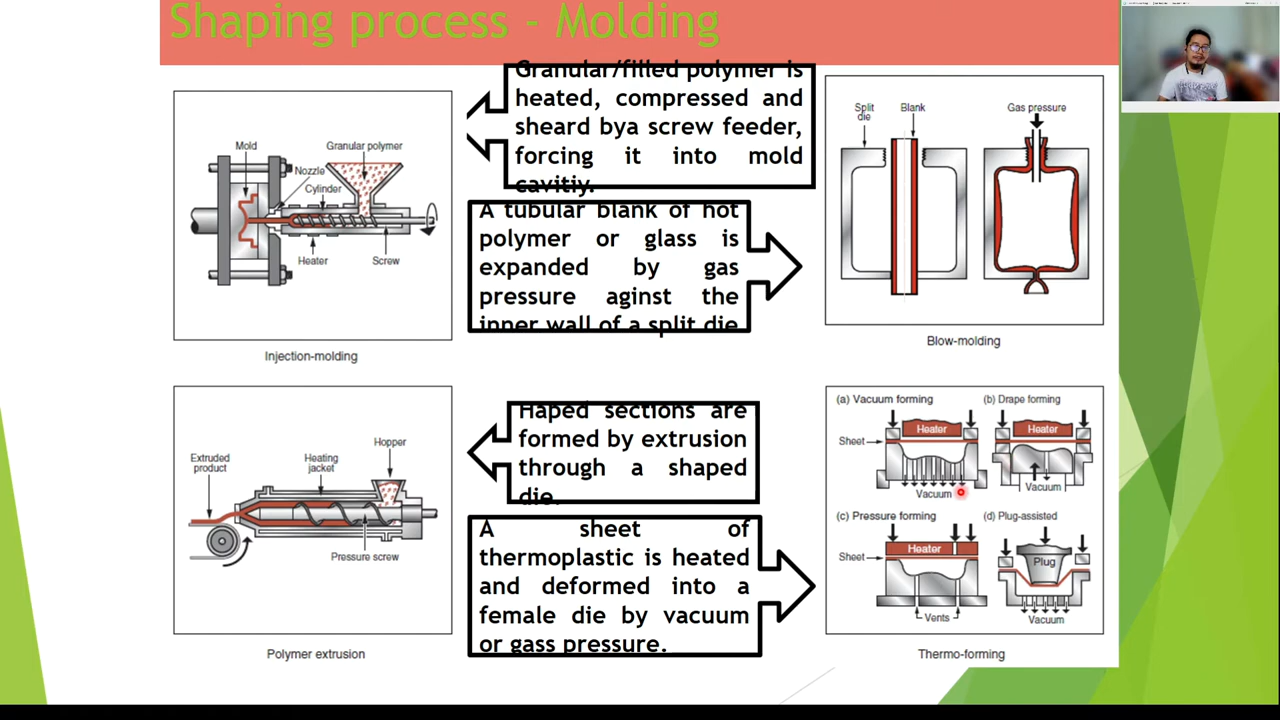 Shaping process - Molding
Granular/filled polymer is
heated, compressed and
sheard bya screw feeder,
forcing it into mold
cavitiy.
Mold
Granular polymer
Nozzle
Cylinder
Heater
Screw
Injection-molding
A tubular blank of hot
polymer or glass is
expanded by gas
pressure aginst the
inner wall of a split die
Split
die
Blank
Gas pressure
Blow-molding
Haped sections are
formed by extrusion
through a shaped
die.
Hopper
Extruded
product
Heating
jacket
Pressure screw
Polymer extrusion
A sheet of
thermoplastic is heated
and deformed into a
female die by vacuum
or gass pressure.
(a) Vacuum forming
(b) Drape forming
Heater
Heater
Sheet
Vacuum
Vacuum
(c) Pressure forming
(d) Plug-assisted
Heater
Sheet
Plug
Vents
Vacuum
Thermo-forming